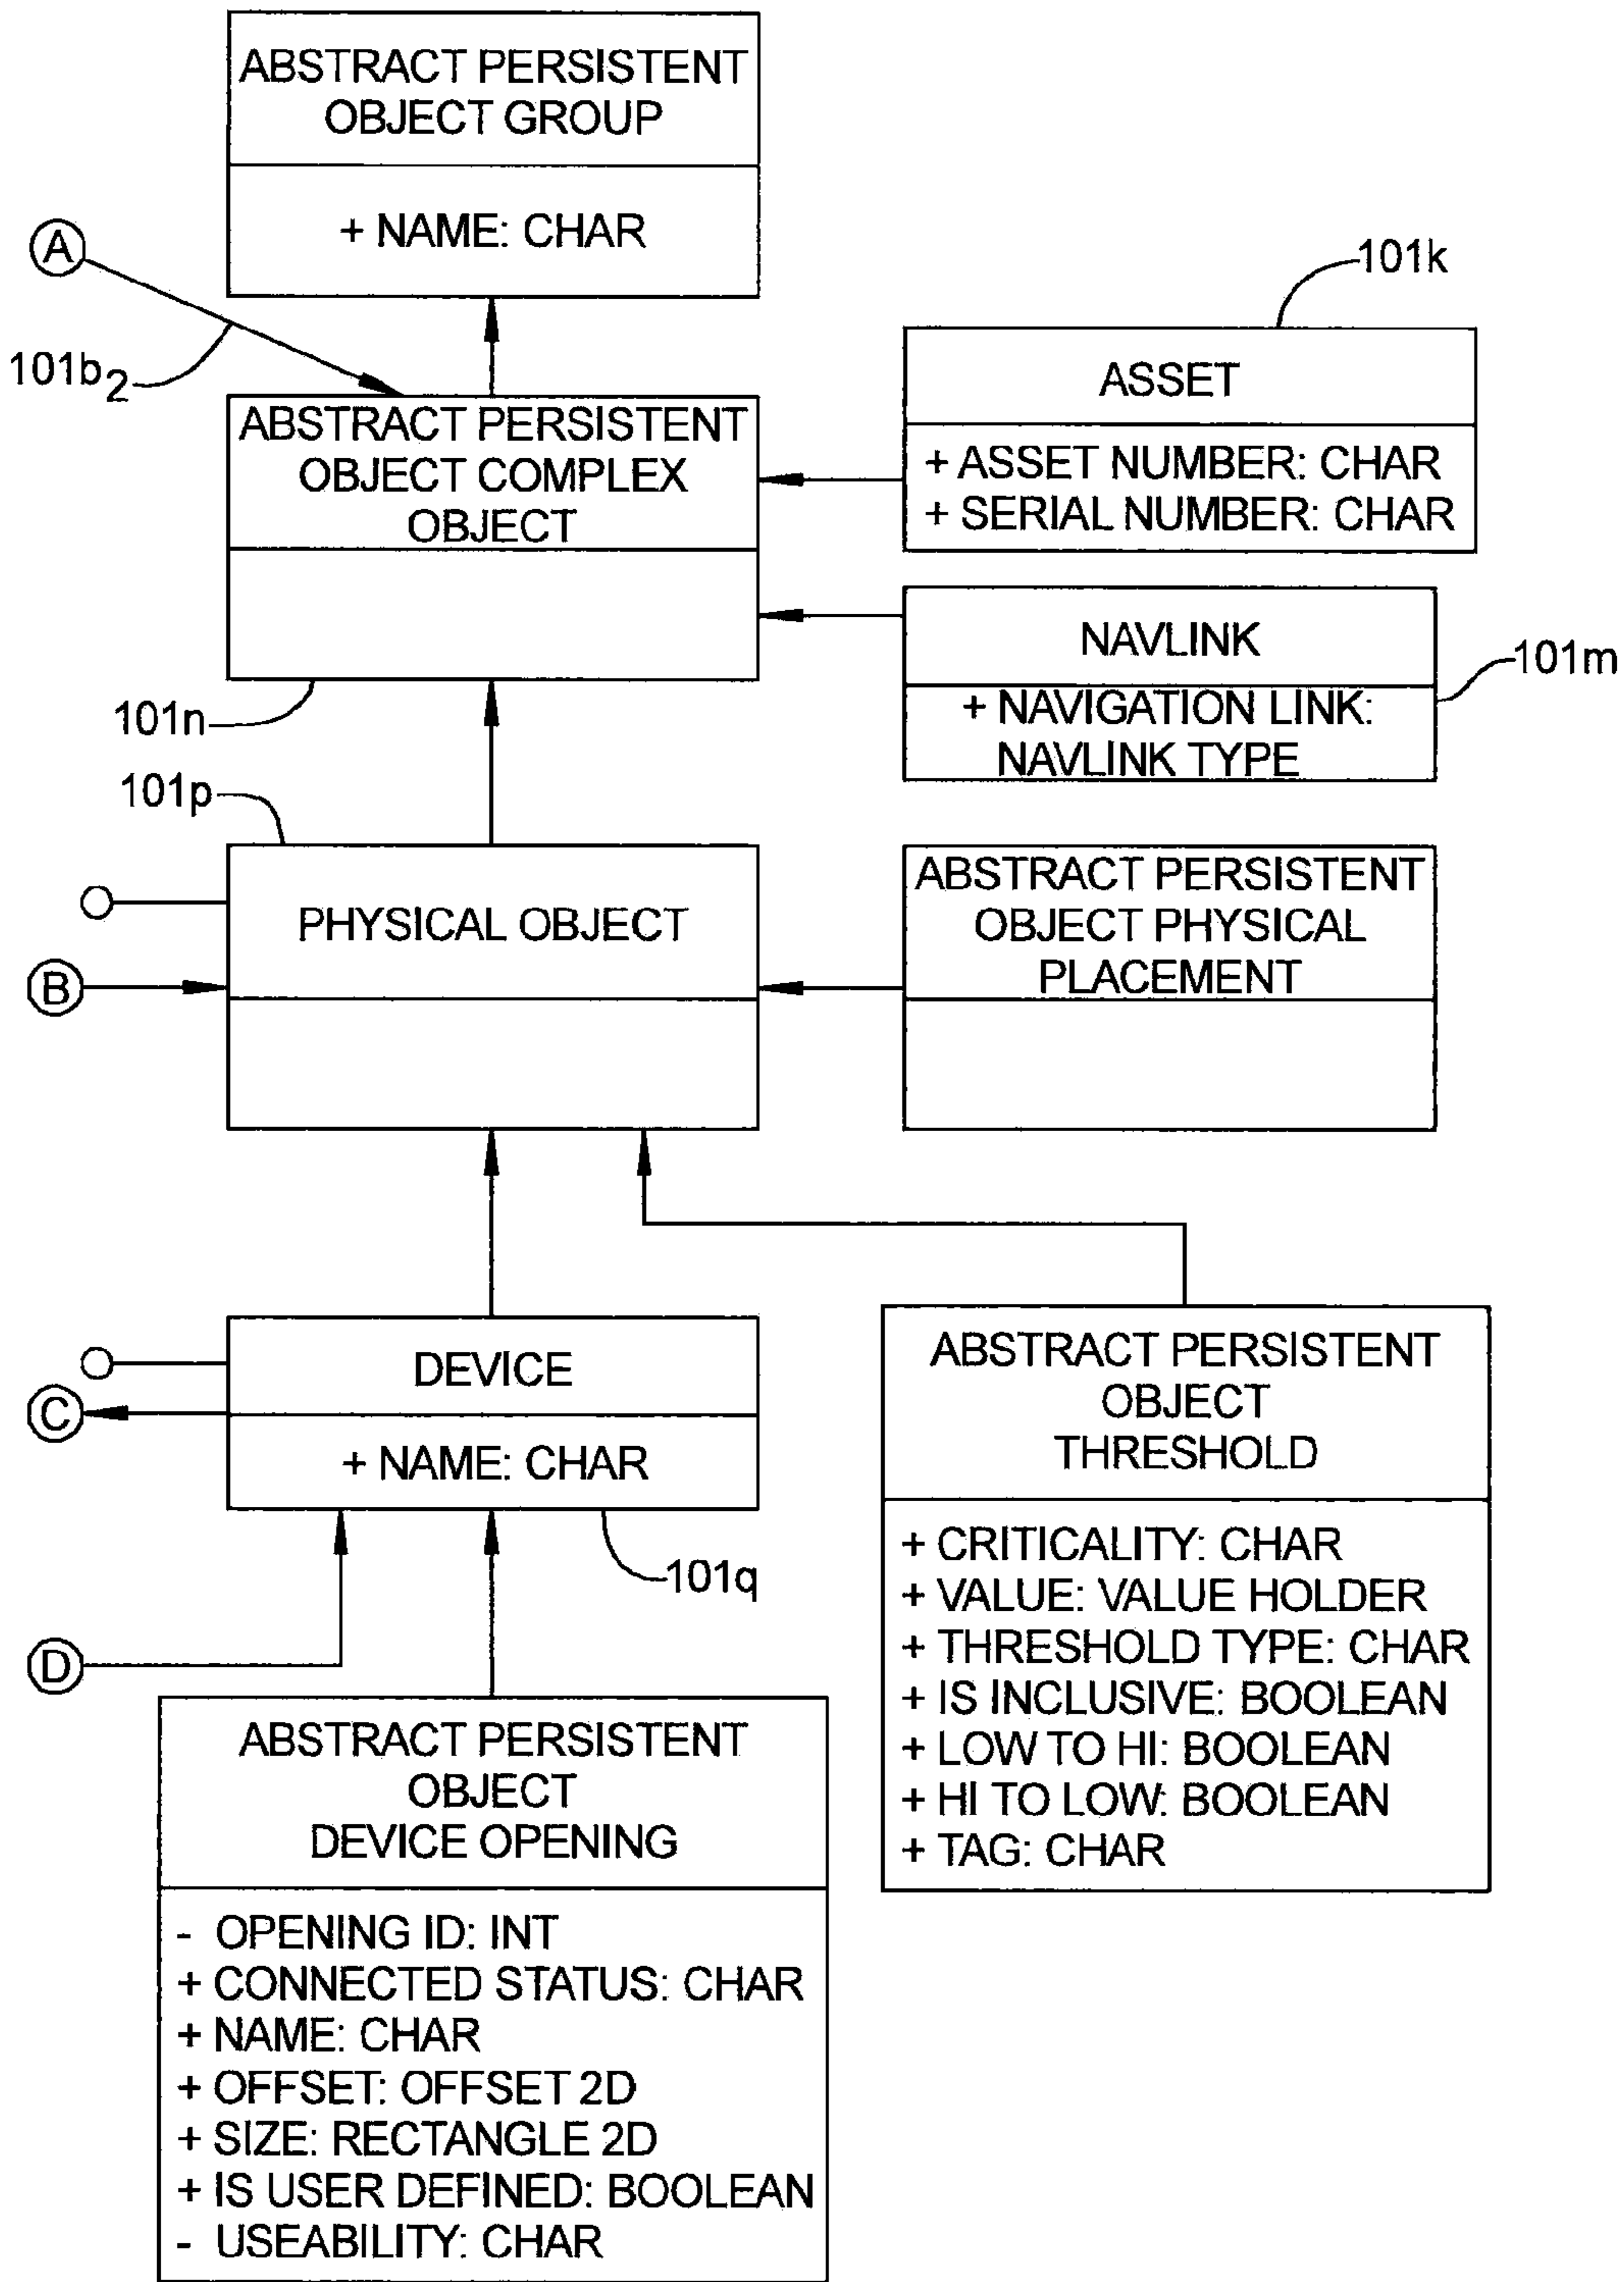 ABSTRACT PERSISTENT
OBJECT GROUP
+ NAME: CHAR
A
101b2
101k
ASSET
+ ASSET NUMBER: CHAR
+ SERIAL NUMBER: CHAR
ABSTRACT PERSISTENT
OBJECT COMPLEX
OBJECT
NAVLINK
+ NAVIGATION LINK:
NAVLINK TYPE
101m
101n
101p
PHYSICAL OBJECT
B
ABSTRACT PERSISTENT
OBJECT PHYSICAL
PLACEMENT
DEVICE
+ NAME: CHAR
C
101q
D
ABSTRACT PERSISTENT
OBJECT
THRESHOLD
+ CRITICALITY: CHAR
+ VALUE: VALUE HOLDER
+ THRESHOLD TYPE: CHAR
+ IS INCLUSIVE: BOOLEAN
+ LOW TO HI: BOOLEAN
+ HI TO LOW: BOOLEAN
+ TAG: CHAR
ABSTRACT PERSISTENT
OBJECT
DEVICE OPENING
- OPENING ID: INT
+ CONNECTED STATUS: CHAR
+ NAME: CHAR
+ OFFSET: OFFSET 2D
+ SIZE: RECTANGLE 2D
+ IS USER DEFINED: BOOLEAN
- USEABILITY: CHAR